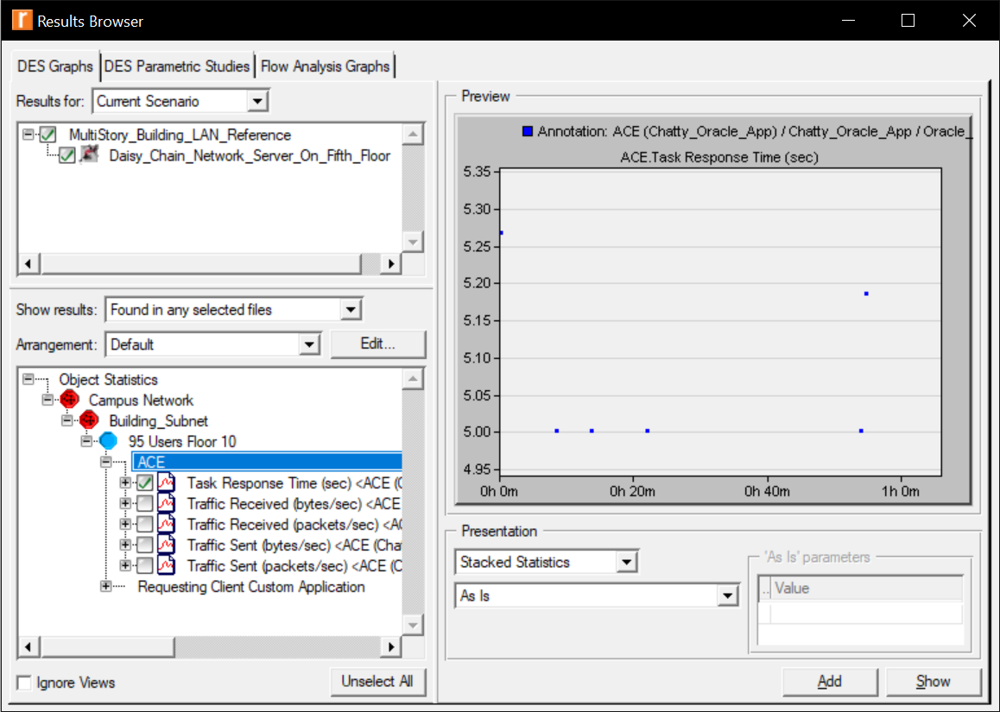 Results Browser
DES Graphs
DES Parametric Studies
Flow Analysis Graphs
Results for:
Current Scenario
MultiStory_Building_LAN_Reference
Daisy_Chain_Network_Server_On_Fifth_Floor
Show results:
Found in any selected files
Arrangement:
Default
Edit...
Object Statistics
Campus Network
Building_Subnet
95 Users Floor 10
ACE
Task Response Time (sec) <ACE (C
Traffic Received (bytes/sec) <ACE
Traffic Received (packets/sec) <AC
Traffic Sent (bytes/sec) <ACE (Chat
Traffic Sent (packets/sec) <ACE (C
Requesting Client Custom Application
Ignore Views
Unselect All
Preview
Annotation: ACE (Chatty_Oracle_App) / Chatty_Oracle_App / Oracle_
ACE.Task Response Time (sec)
5.35
5.30
5.25
5.20
5.15
5.10
5.05
5.00
4.95
0h 0m
0h 20m
0h 40m
1h 0m
Presentation
Stacked Statistics
As Is
'As Is' parameters
..
Value
Add
Show